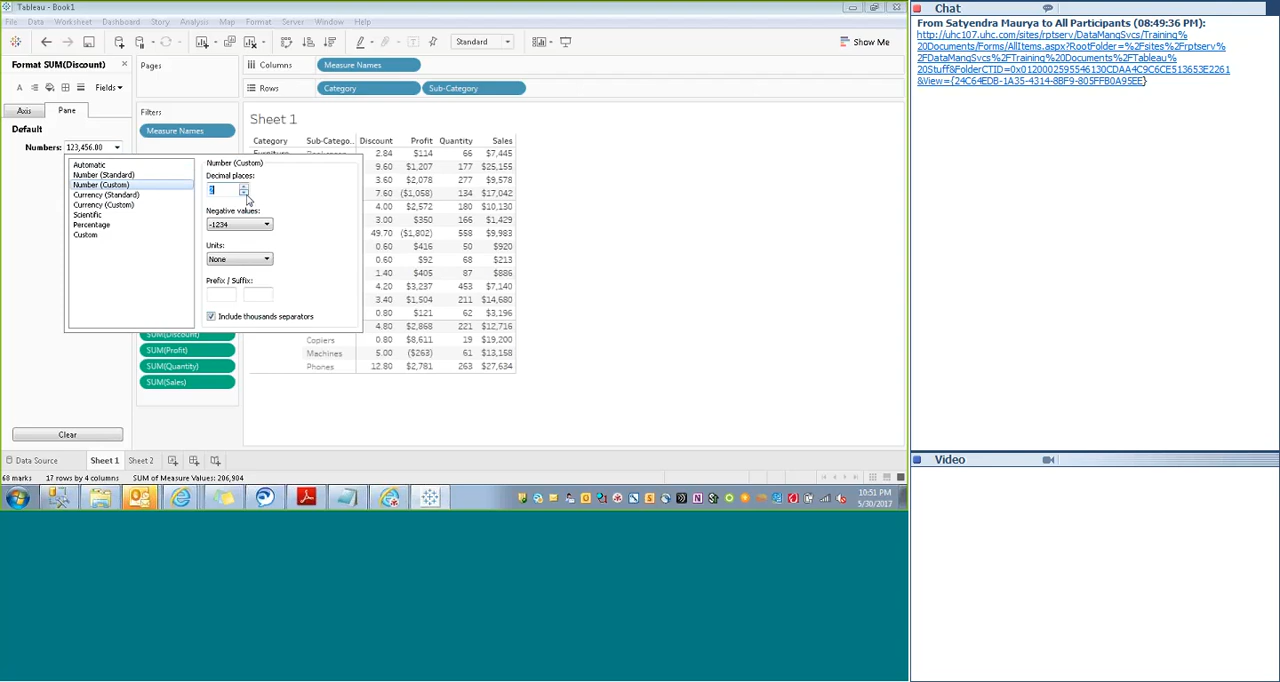 Tableau - Book1
File Data Worksheet Dashboard Story Analysis Map Format Server Window Help
Standard
Show Me
Format SUM(Discount)
Fields
Axis Pane
Default
Numbers: 123,456.00
Automatic
Number (Standard)
Number (Custom)
Currency (Standard)
Currency (Custom)
Scientific
Percentage
Custom
Number (Custom)
Decimal places:
Negative values:
-1234
Units:
None
Prefix / Suffix:
Include thousands separators
Clear
Pages
Filters
Measure Names
SUM(Discount)
SUM(Profit)
SUM(Quantity)
SUM(Sales)
Columns Measure Names
Rows Category Sub-Category
Sheet 1
Category Sub-Catego.. Discount Profit Quantity Sales
2.84 $114 66 $7,445
9.60 $1,207 177 $25,155
3.60 $2,078 127 $9,578
7.60 ($1,058) 134 $17,042
4.00 $2,572 180 $10,130
3.00 $350 166 $1,429
49.70 ($1,802) 558 $9,983
0.60 $416 50 $920
0.60 $92 68 $213
1.40 $405 87 $886
4.20 $3,237 453 $7,140
3.40 $1,504 211 $14,680
0.80 $121 62 $3,196
4.80 $2,868 221 $12,716
Copiers 0.80 $8,611 19 $19,200
Machines 5.00 ($263) 61 $13,158
Phones 12.80 $2,781 263 $27,634
Data Source Sheet 1 Sheet 2
68 marks 17 rows by 4 columns SUM of Measure Values: 206,904
10:51 PM
5/30/2017
Chat
From Satyendra Maurya to All Participants (08:49:36 PM):
http://uhc107.uhc.com/sites/rptserv/DataMangSvcs/Training%
20Documents/Forms/AllItems.aspx?RootFolder=%2Fsites%2Frptserv%
2FDataMangSvcs%2FTraining%20Documents%2FTableau%
20Stuff&FolderCTID=0x0120002595546130CDAA4C9C6CE513653E2261
&View={24C64EDB-1A35-4314-8BF9-805FFB0A95EE}
Video